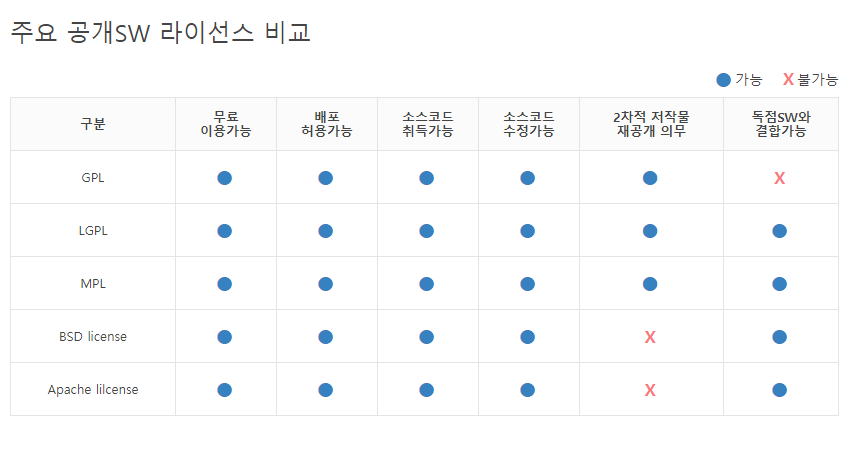 주요 공개SW 라이선스 비교
● 가능 X 불가능
구분 무료 이용가능 배포 허용가능 소스코드 취득가능 소스코드 수정가능 2차적 저작물 재공개 의무 독점SW와 결합가능
GPL ● ● ● ● ● X
LGPL ● ● ● ● ● ●
MPL ● ● ● ● ● ●
BSD license ● ● ● ● X ●
Apache lilcense ● ● ● ● X ●